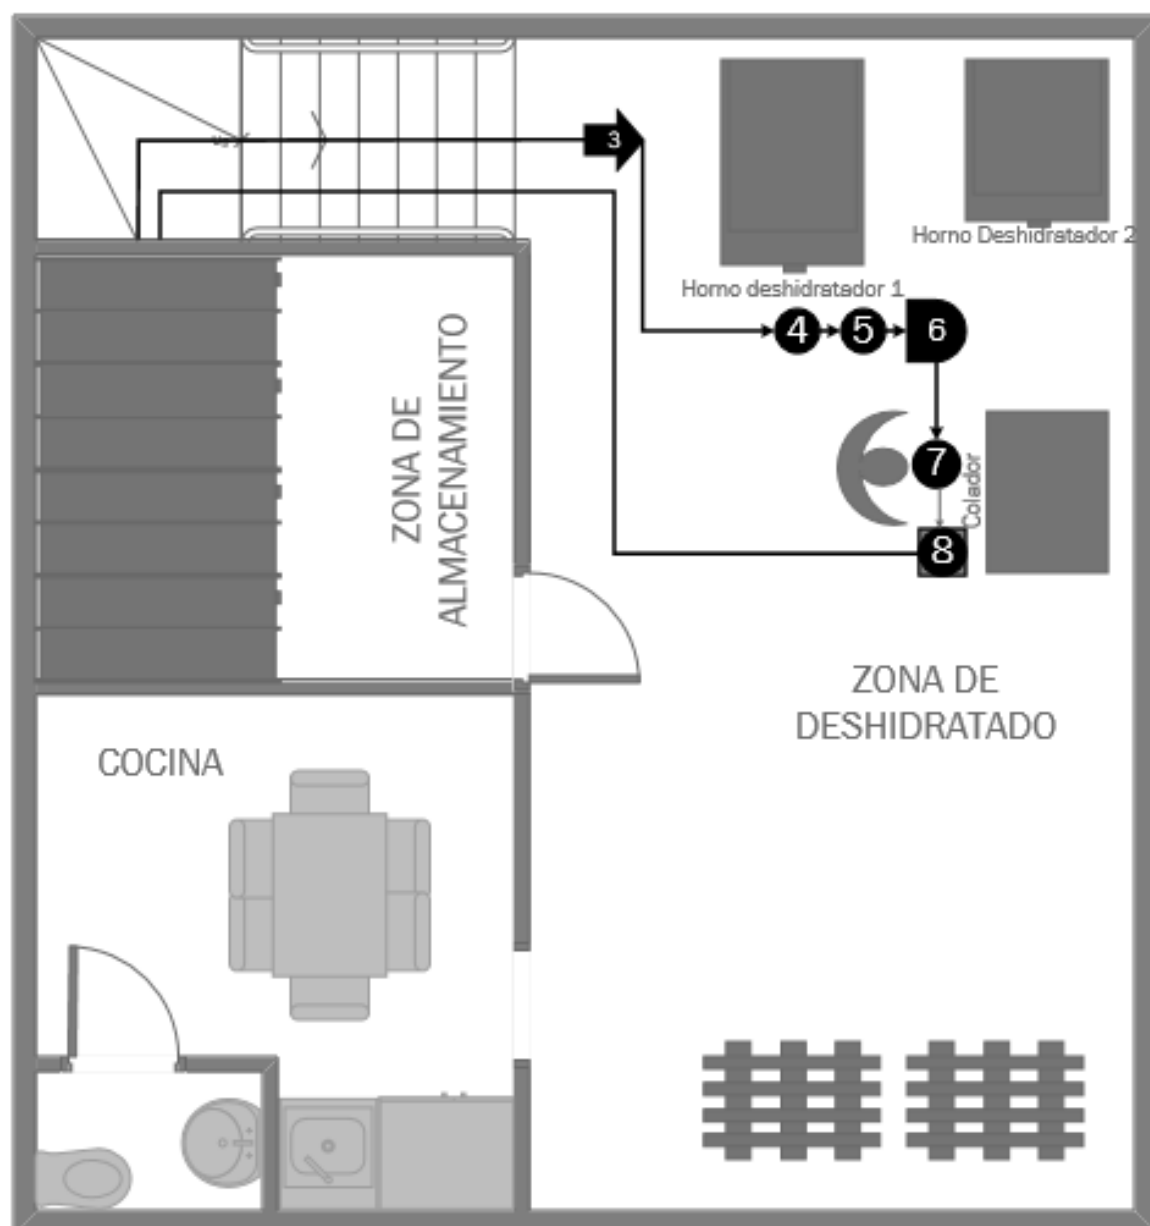 3
Horno Deshidratador 2
Horno deshidratador 1
4
5
6
ZONA DE
ALMACENAMIENTO
7
Colador
8
ZONA DE
DESHIDRATADO
COCINA